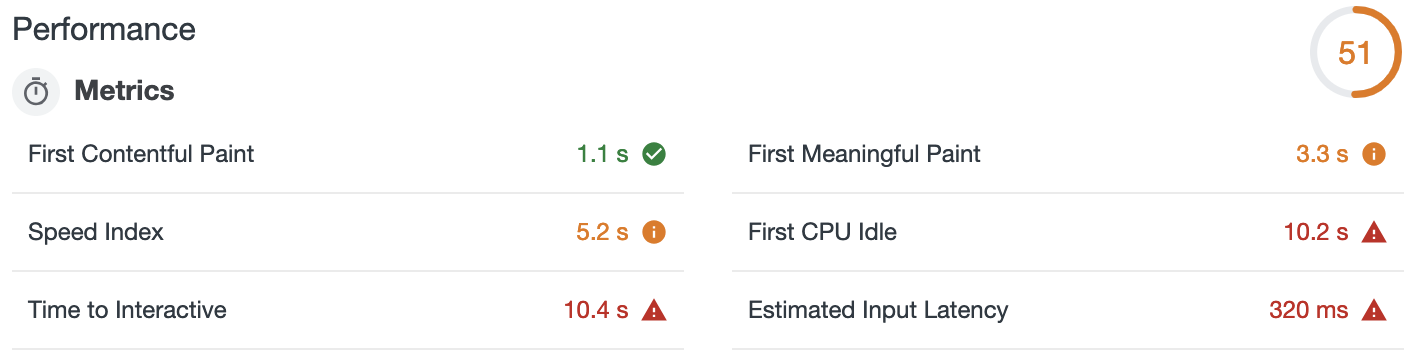 Performance
51
Metrics
First Contentful Paint 1.1 s
First Meaningful Paint 3.3 s
Speed Index 5.2 s
First CPU Idle 10.2 s
Time to Interactive 10.4 s
Estimated Input Latency 320 ms